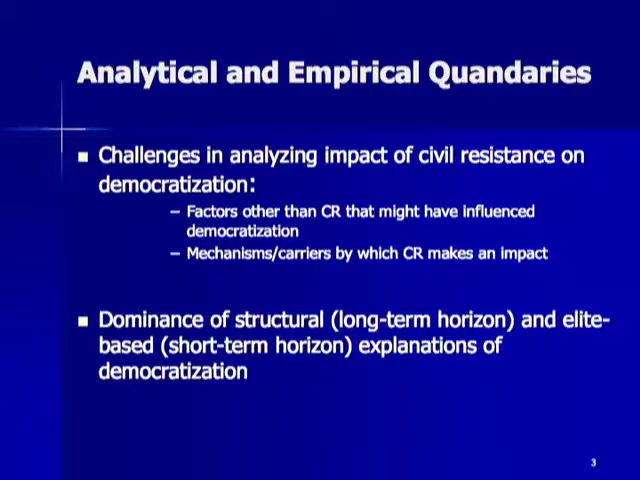 Analytical and Empirical Quandaries
Challenges in analyzing impact of civil resistance on
democratization:
– Factors other than CR that might have influenced
democratization
– Mechanisms/carriers by which CR makes an impact
Dominance of structural (long-term horizon) and elite-
based (short-term horizon) explanations of
democratization
3